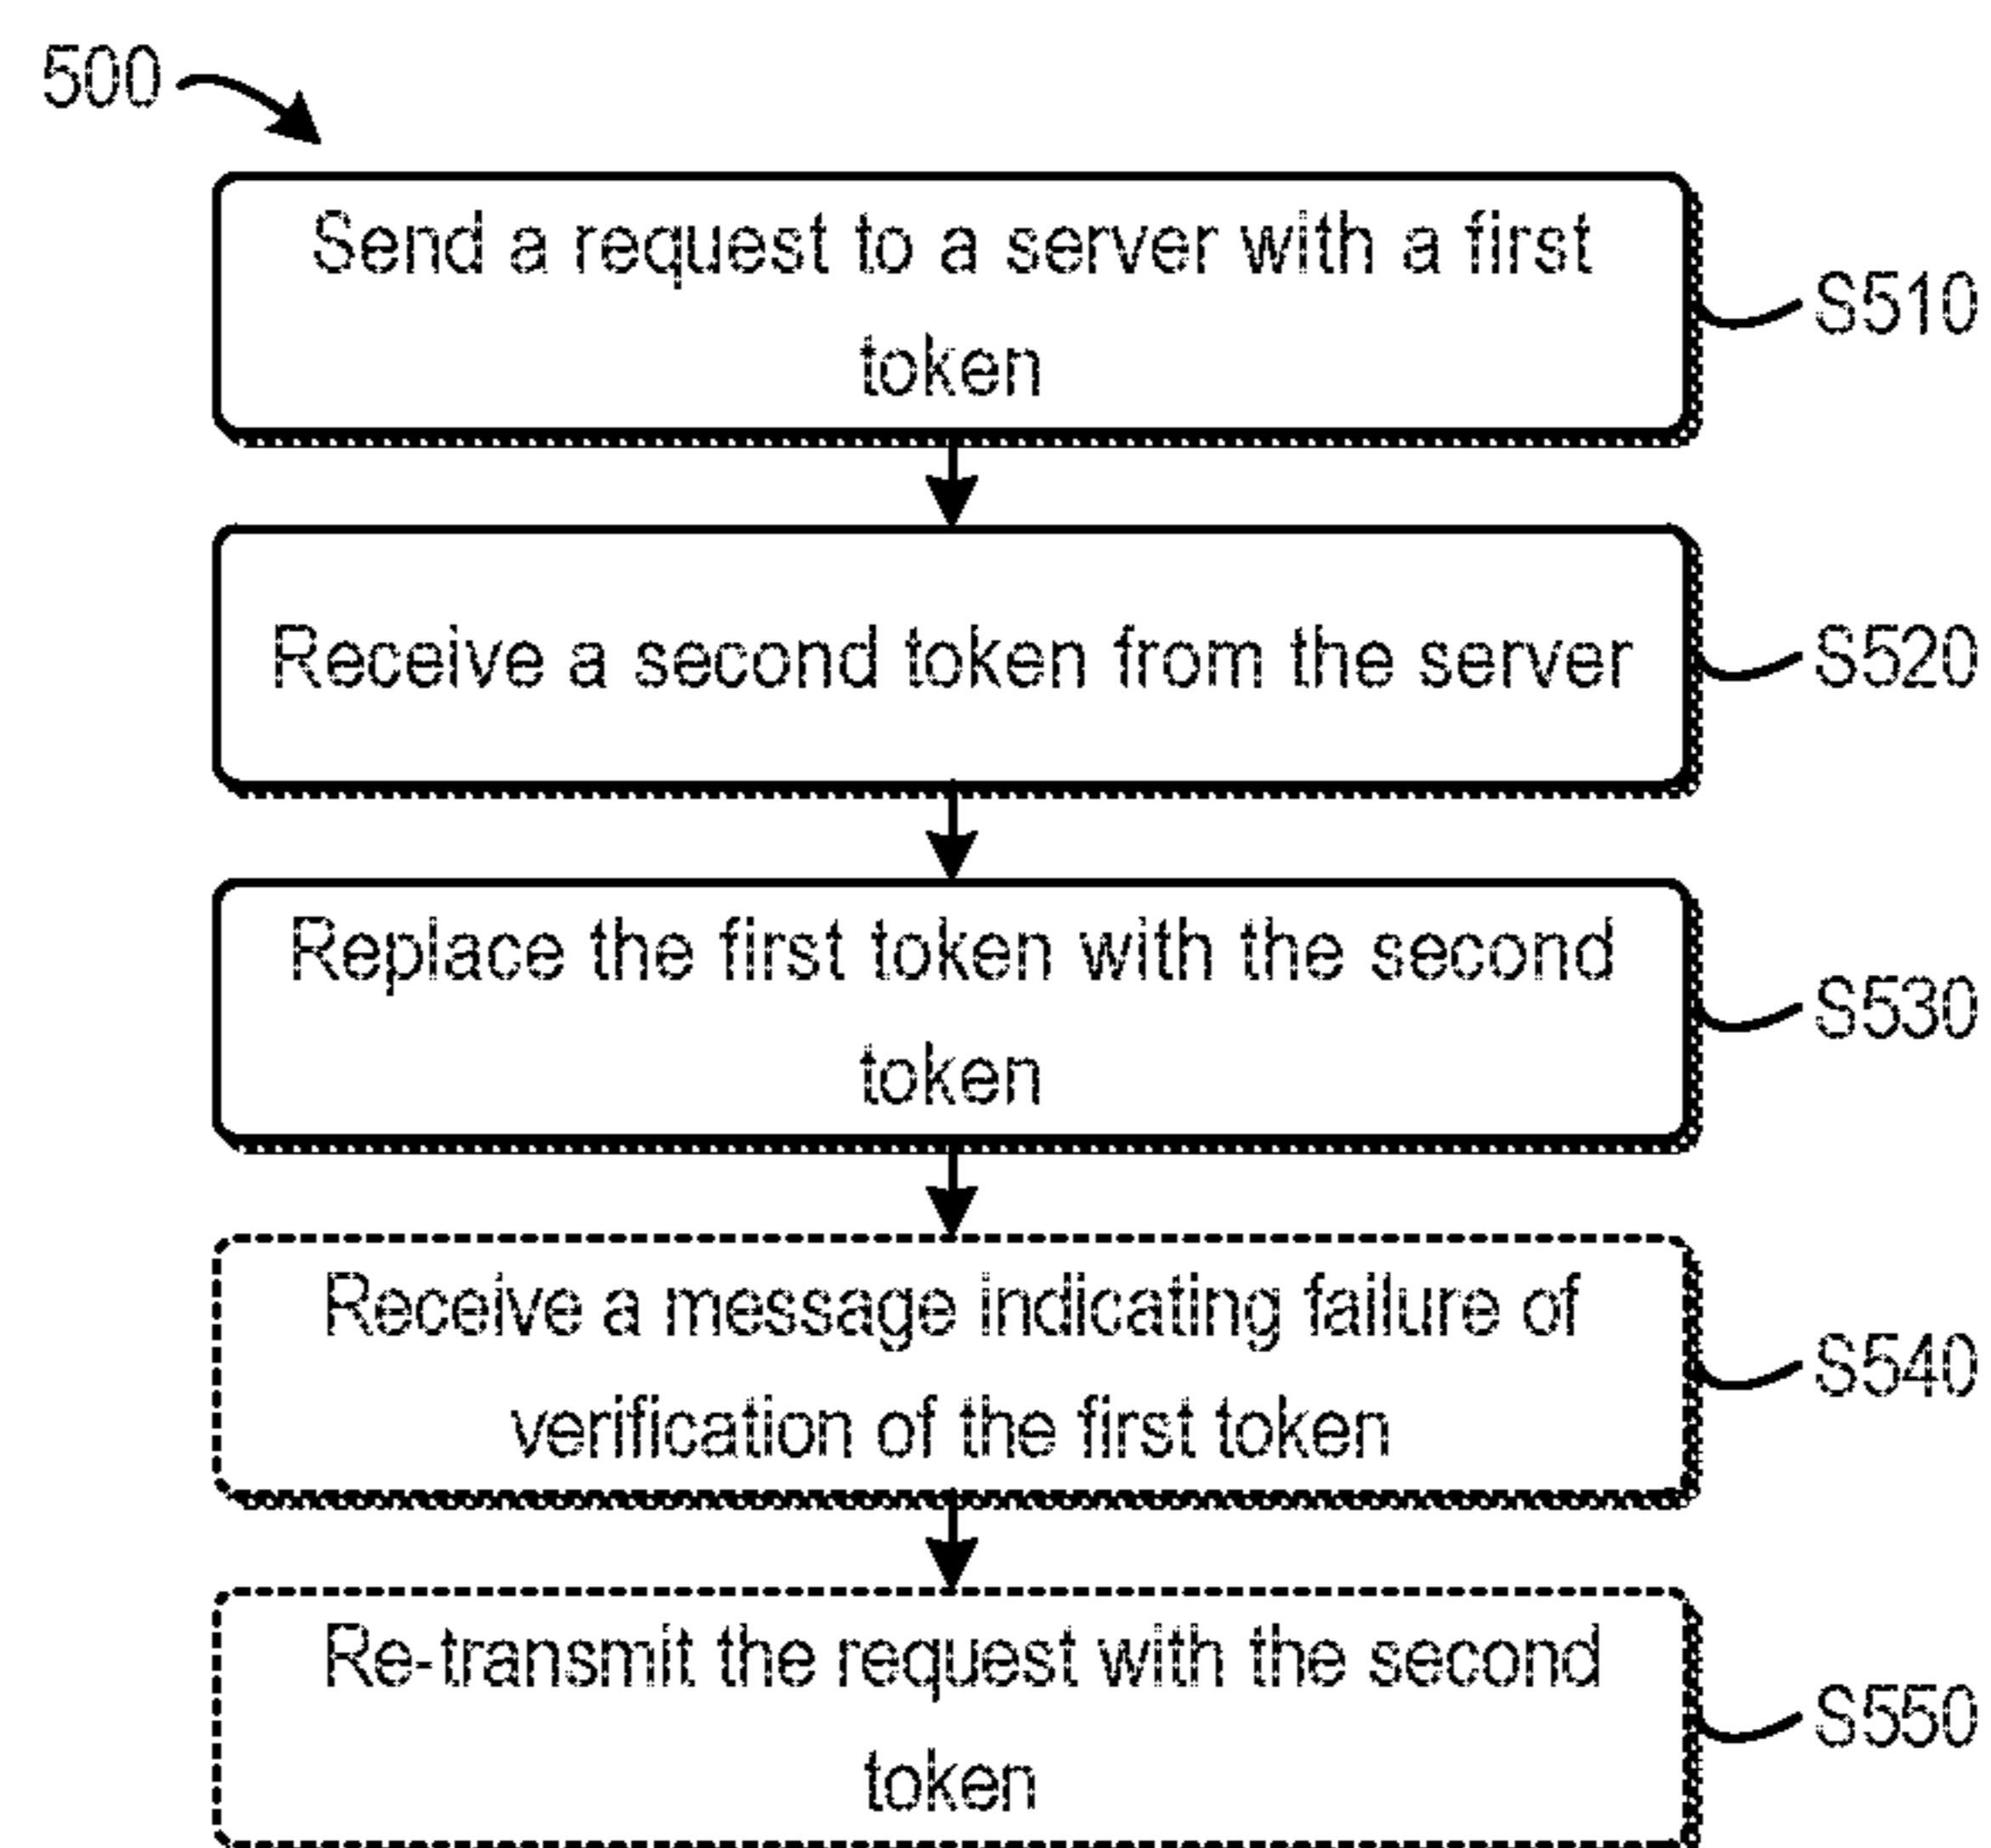 500
Send a request to a server with a first
token
S510
Receive a second token from the server
S520
Replace the first token with the second
token
S530
Receive a message indicating failure of
verification of the first token
S540
Re-transmit the request with the second
token
S550